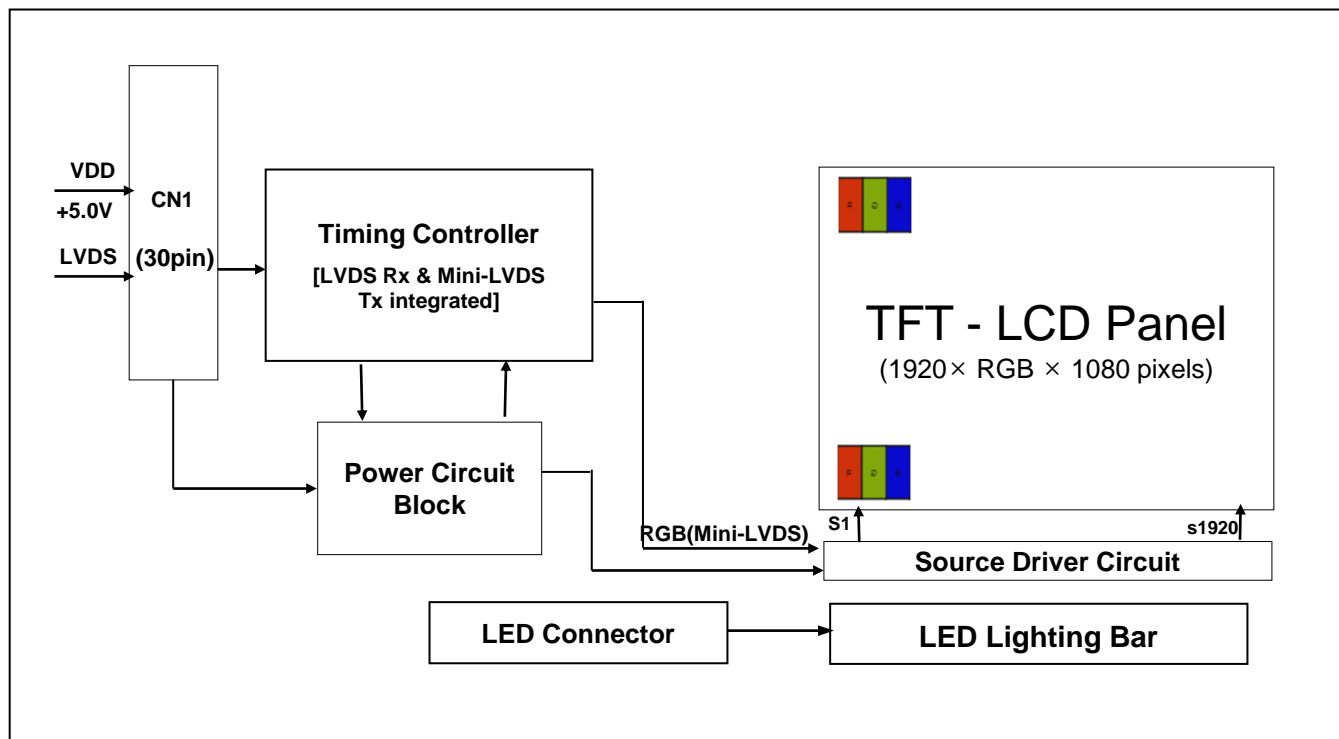 VDD
+5.0V
LVDS
CN1
(30pin)
Timing Controller
[LVDS Rx & Mini-LVDS
Tx integrated]
Power Circuit
Block
TFT - LCD Panel
(1920× RGB × 1080 pixels)
S1
s1920
RGB(Mini-LVDS)
Source Driver Circuit
LED Connector
LED Lighting Bar